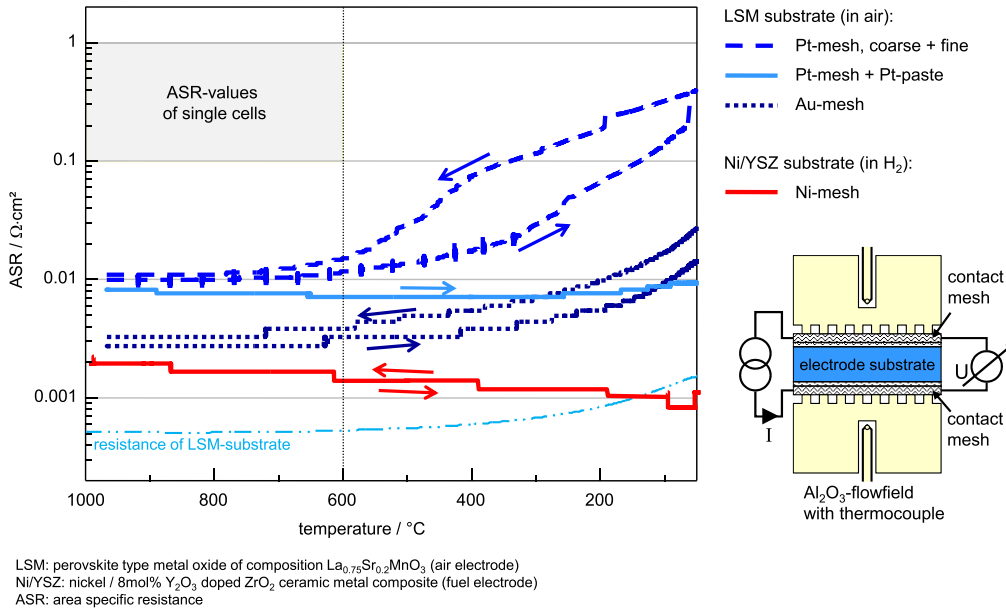 1
0.1
0.01
0.001
ASR / Ω·cm²
ASR-values
of single cells
resistance of LSM-substrate
1000
800
600
400
200
temperature / °C
LSM substrate (in air):
Pt-mesh, coarse + fine
Pt-mesh + Pt-paste
Au-mesh
Ni/YSZ substrate (in H₂):
Ni-mesh
contact
mesh
electrode substrate
U
I
contact
mesh
Al₂O₃-flowfield
with thermocouple
LSM: perovskite type metal oxide of composition La₀.₇₅Sr₀.₂MnO₃ (air electrode)
Ni/YSZ: nickel / 8mol% Y₂O₃ doped ZrO₂ ceramic metal composite (fuel electrode)
ASR: area specific resistance